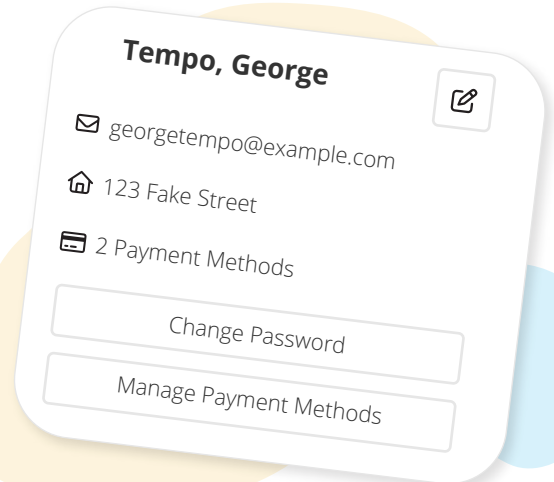 Tempo, George
georgetempo@example.com
123 Fake Street
2 Payment Methods
Change Password
Manage Payment Methods